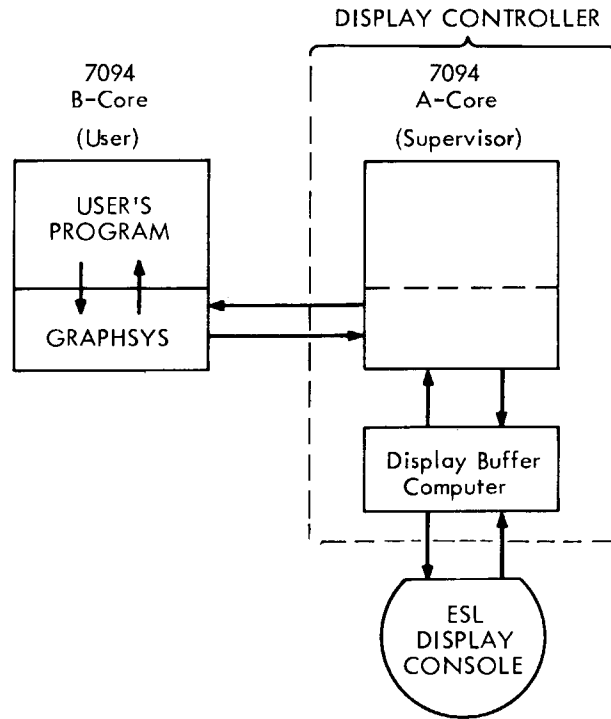 DISPLAY CONTROLLER
7094
B-Core
(User)
7094
A-Core
(Supervisor)
USER'S
PROGRAM
GRAPHSYS
Display Buffer
Computer
ESL
DISPLAY
CONSOLE